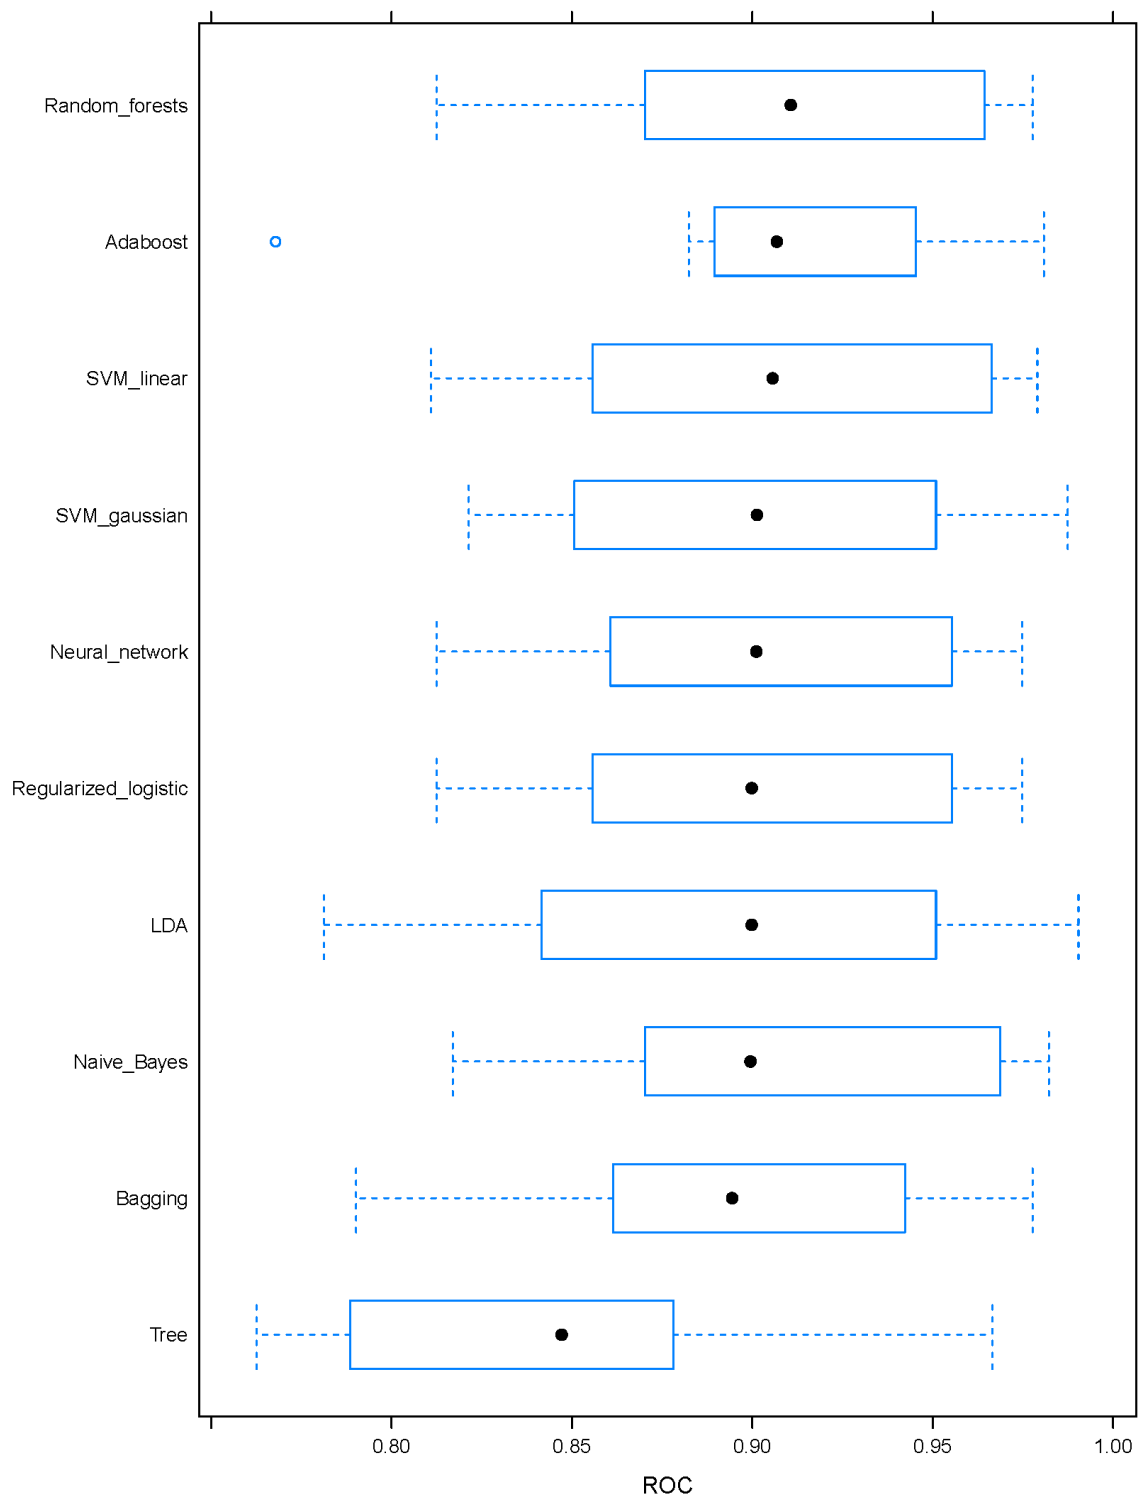 Random_forests
Adaboost
SVM_linear
SVM_gaussian
Neural_network
Regularized_logistic
LDA
Naive_Bayes
Bagging
Tree
0.80 0.85 0.90 0.95 1.00
ROC